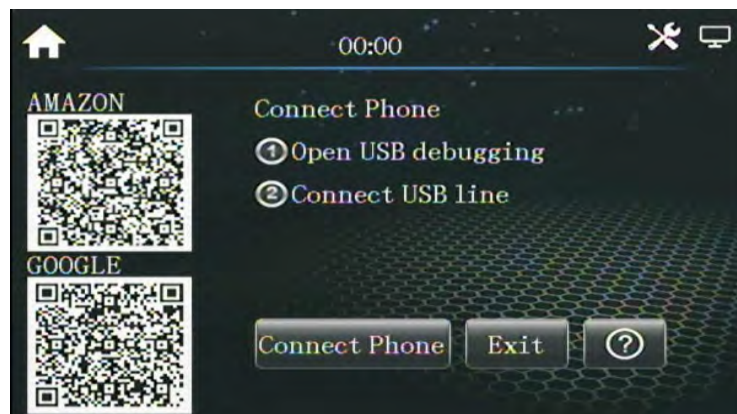 00:00
AMAZON
Connect Phone
1 Open USB debugging
2 Connect USB line
GOOGLE
Connect Phone
Exit
?